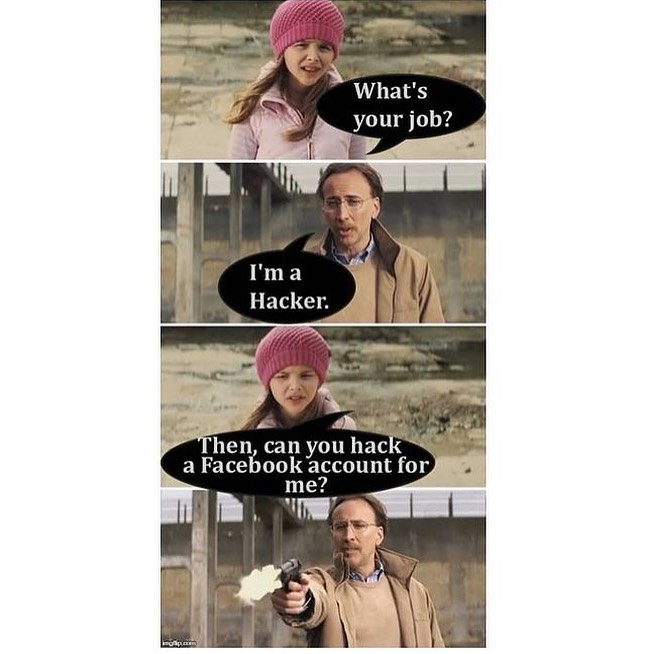 What's
your job?
I'm a
Hacker.
Then, can you hack
a Facebook account for
me?
imgflip.com